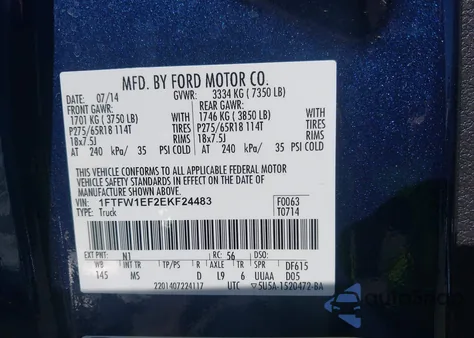 MFD. BY FORD MOTOR CO.
DATE: 07/14 GVWR: 3334 KG ( 7350 LB)
FRONT GAWR: REAR GAWR:
1701 KG ( 3750 LB) WITH 1746 KG ( 3850 LB) WITH
P275/65R18 114T TIRES P275/65R18 114T TIRES
18x7.5J RIMS 18x7.5J RIMS
AT 240 kPa/ 35 PSI COLD AT 240 kPa/ 35 PSI COLD
THIS VEHICLE CONFORMS TO ALL APPLICABLE FEDERAL MOTOR
VEHICLE SAFETY STANDARDS IN EFFECT ON THE DATE OF MANUFACTURE
SHOWN ABOVE.
VIN: 1FTFW1EF2EKF24483 F0063
TYPE: Truck T0714
EXT PNT: N1 RC: 56 DSO:
WB INT TR TP/PS R AXLE TR SPR DF615
145 MS D L9 6 UUAA D05
2201407224117 UTC 5U5A-1520472-BA
autoSnoop